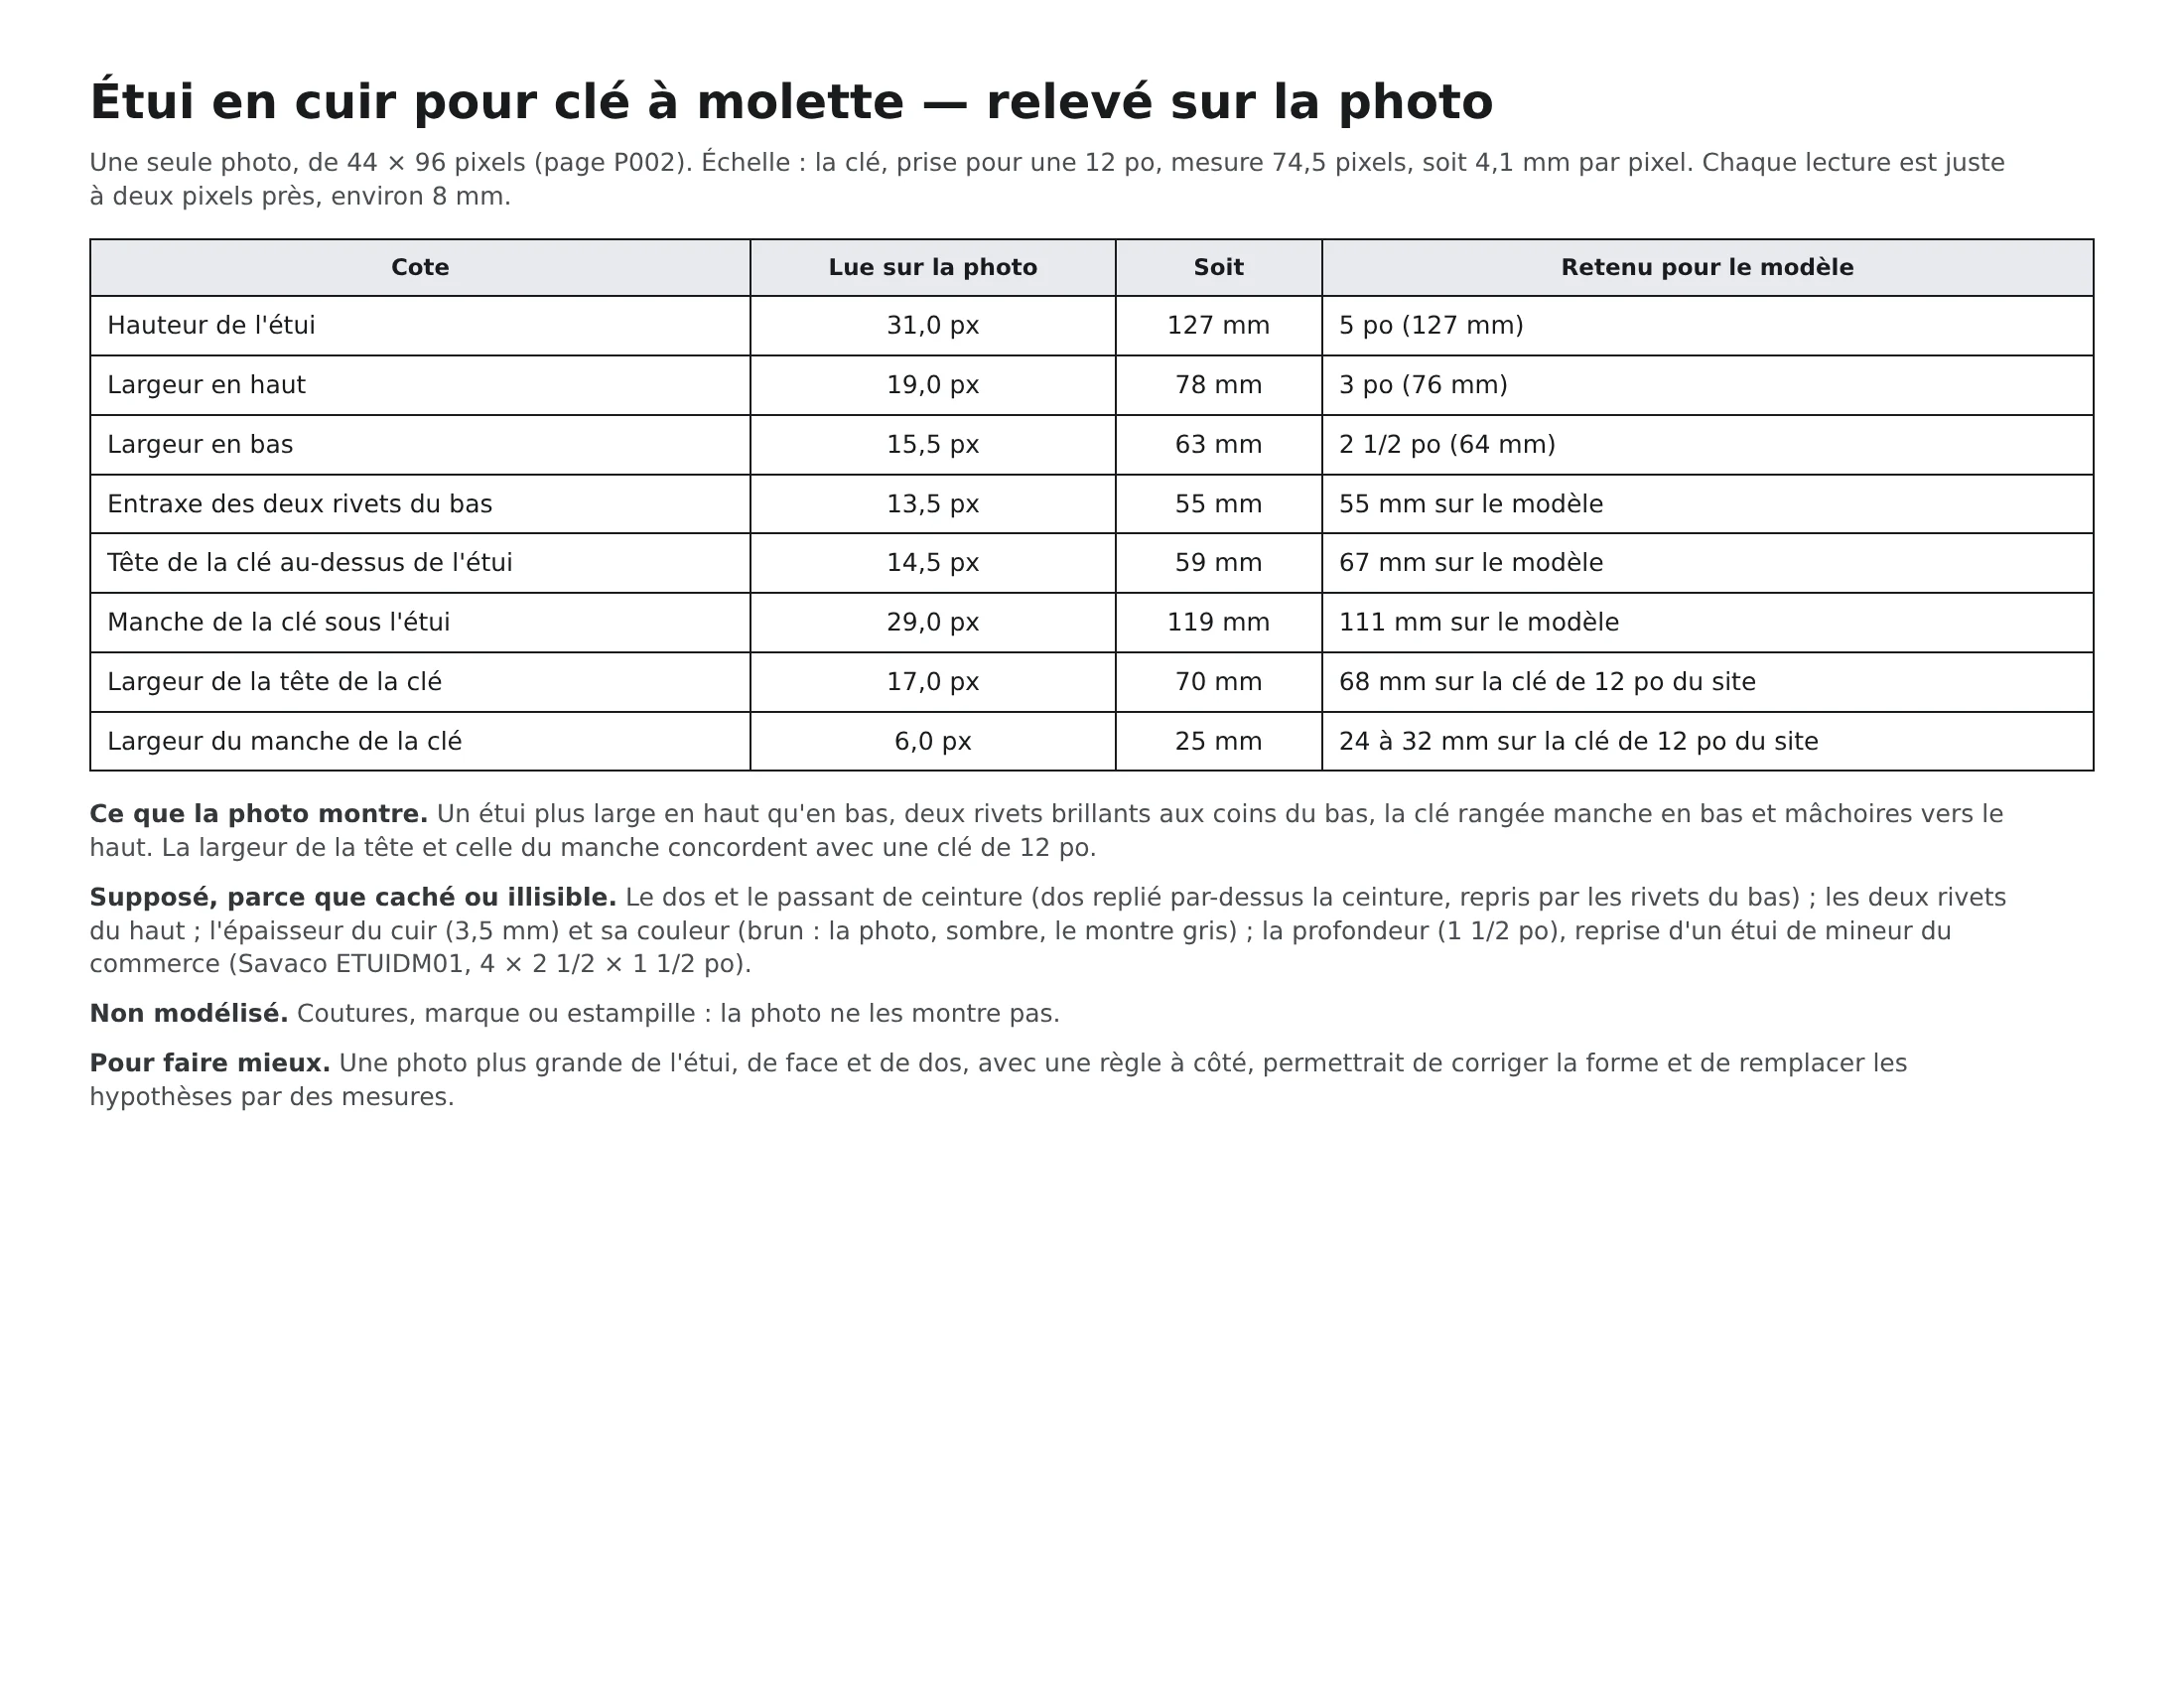 Étui en cuir pour clé à molette — relevé sur la photo
Une seule photo, de 44 × 96 pixels (page P002). Échelle : la clé, prise pour une 12 po, mesure 74,5 pixels, soit 4,1 mm par pixel. Chaque lecture est juste
à deux pixels près, environ 8 mm.
Cote Lue sur la photo Soit Retenu pour le modèle
Hauteur de l'étui 31,0 px 127 mm 5 po (127 mm)
Largeur en haut 19,0 px 78 mm 3 po (76 mm)
Largeur en bas 15,5 px 63 mm 2 1/2 po (64 mm)
Entraxe des deux rivets du bas 13,5 px 55 mm 55 mm sur le modèle
Tête de la clé au-dessus de l'étui 14,5 px 59 mm 67 mm sur le modèle
Manche de la clé sous l'étui 29,0 px 119 mm 111 mm sur le modèle
Largeur de la tête de la clé 17,0 px 70 mm 68 mm sur la clé de 12 po du site
Largeur du manche de la clé 6,0 px 25 mm 24 à 32 mm sur la clé de 12 po du site
Ce que la photo montre. Un étui plus large en haut qu'en bas, deux rivets brillants aux coins du bas, la clé rangée manche en bas et mâchoires vers le
haut. La largeur de la tête et celle du manche concordent avec une clé de 12 po.
Supposé, parce que caché ou illisible. Le dos et le passant de ceinture (dos replié par-dessus la ceinture, repris par les rivets du bas) ; les deux rivets
du haut ; l'épaisseur du cuir (3,5 mm) et sa couleur (brun : la photo, sombre, le montre gris) ; la profondeur (1 1/2 po), reprise d'un étui de mineur du
commerce (Savaco ETUIDM01, 4 × 2 1/2 × 1 1/2 po).
Non modélisé. Coutures, marque ou estampille : la photo ne les montre pas.
Pour faire mieux. Une photo plus grande de l'étui, de face et de dos, avec une règle à côté, permettrait de corriger la forme et de remplacer les
hypothèses par des mesures.